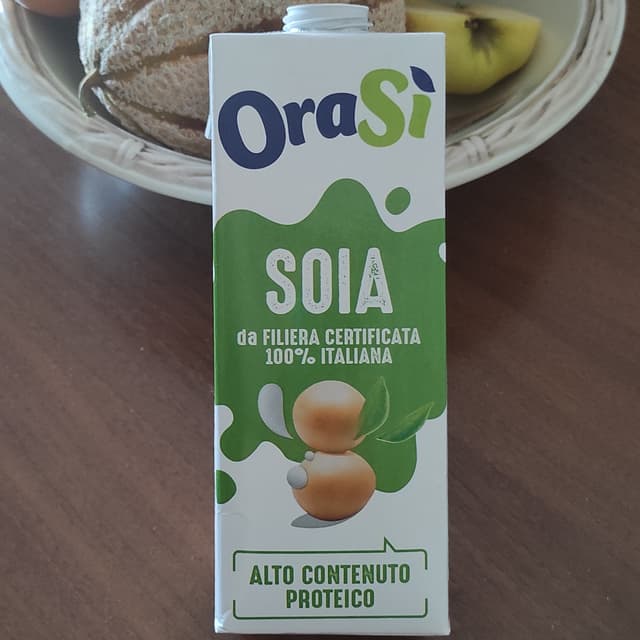 OraSì
SOIA
da FILIERA CERTIFICATA
100% ITALIANA
ALTO CONTENUTO
PROTEICO